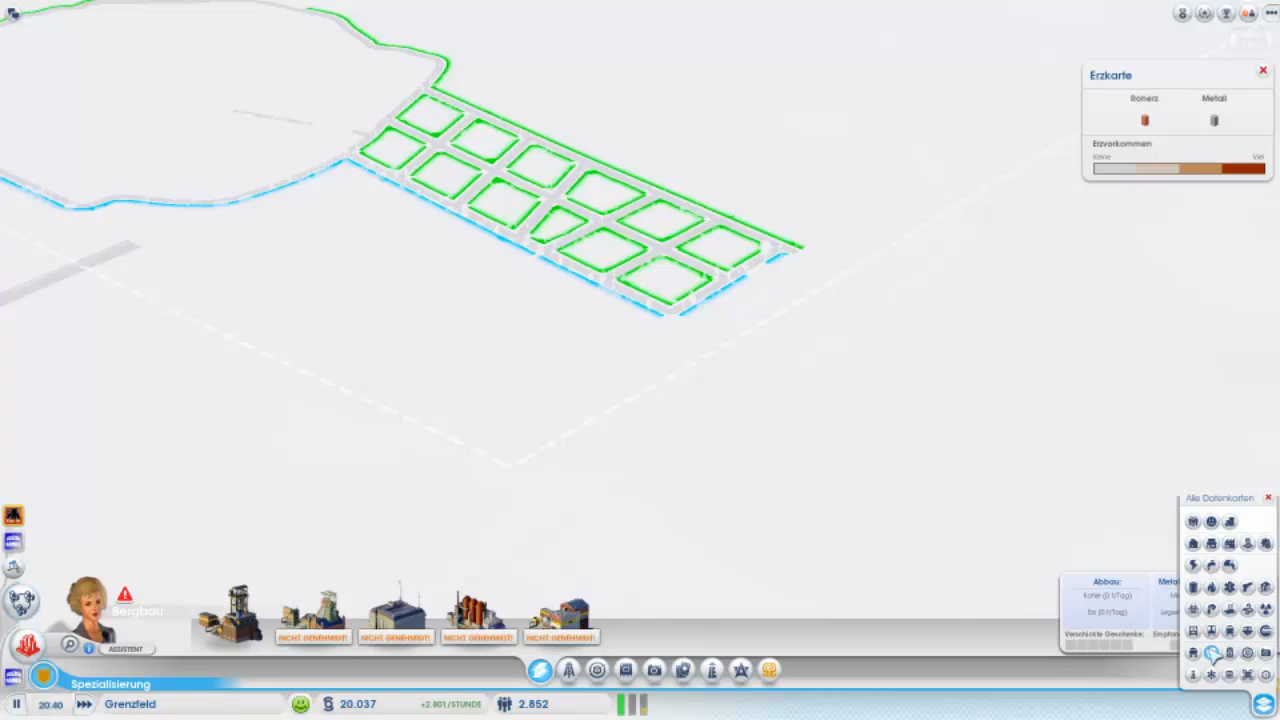 Erzkarte
Roherz Metall
Erzvorkommen
Keine Viel
Alle Datenkarten
Bergbau
ASSISTENT
NICHT GENEHMIGT! NICHT GENEHMIGT! NICHT GENEHMIGT! NICHT GENEHMIGT!
Abbau: Metal
Kohle (0 t/Tag)
Erz (0 t/Tag)
Verschickte Geschenke:
Spezialisierung
20:40 Grenzfeld 20.037 +2.801/STUNDE 2.852